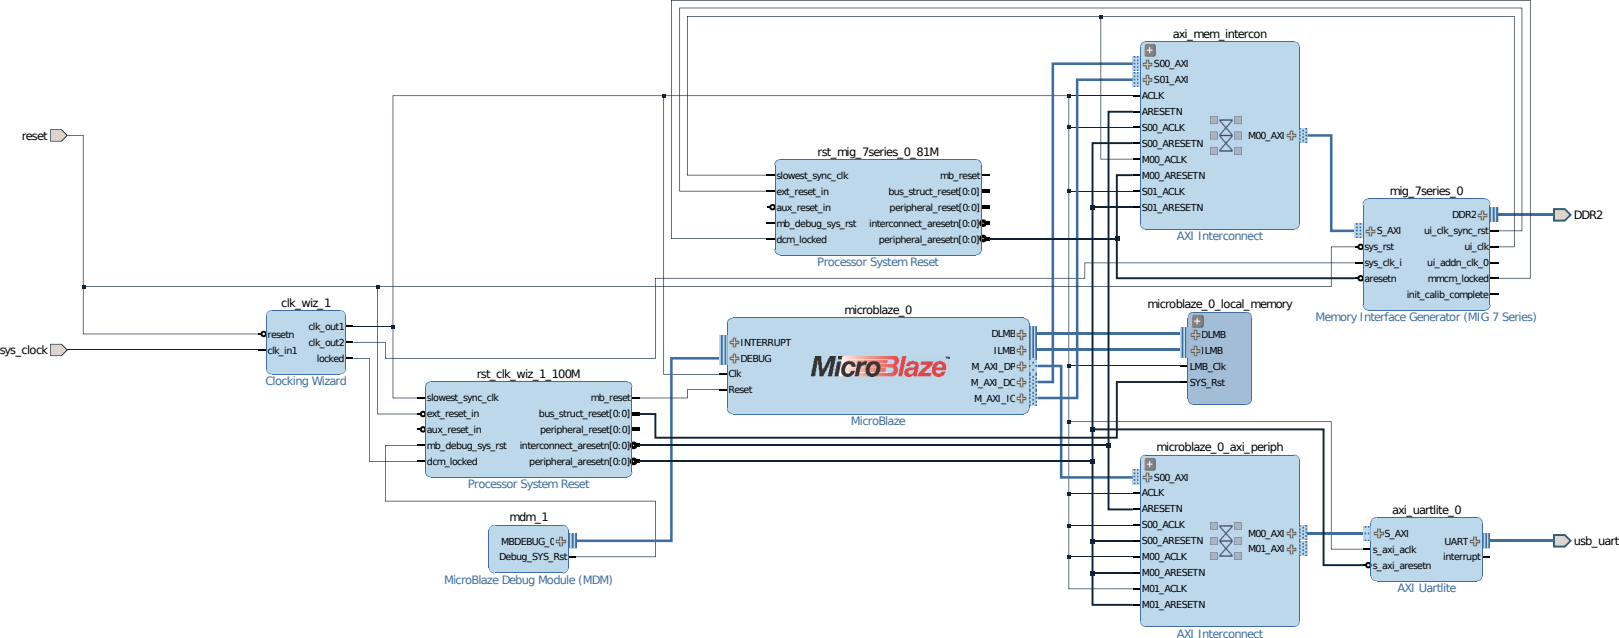 axi_mem_intercon
S00_AXI
S01_AXI
ACLK
ARESETN
S00_ACLK
S00_ARESETN
M00_ACLK
M00_ARESETN
S01_ACLK
S01_ARESETN
M00_AXI
AXI Interconnect
reset
sys_clock
rst_mig_7series_0_81M
slowest_sync_clk
ext_reset_in
aux_reset_in
mb_debug_sys_rst
dcm_locked
mb_reset
bus_struct_reset[0:0]
peripheral_reset[0:0]
interconnect_aresetn[0:0]
peripheral_aresetn[0:0]
Processor System Reset
mig_7series_0
S_AXI
sys_rst
sys_clk_i
aresetn
DDR2
ui_clk_sync_rst
ui_clk
ui_addn_clk_0
mmcm_locked
init_calib_complete
Memory Interface Generator (MIG 7 Series)
DDR2
clk_wiz_1
resetn
clk_in1
clk_out1
clk_out2
locked
Clocking Wizard
microblaze_0
INTERRUPT
DEBUG
Clk
Reset
MicroBlaze™
DLMB
ILMB
M_AXI_DP
M_AXI_DC
M_AXI_IC
MicroBlaze
microblaze_0_local_memory
DLMB
ILMB
LMB_Clk
SYS_Rst
rst_clk_wiz_1_100M
slowest_sync_clk
ext_reset_in
aux_reset_in
mb_debug_sys_rst
dcm_locked
mb_reset
bus_struct_reset[0:0]
peripheral_reset[0:0]
interconnect_aresetn[0:0]
peripheral_aresetn[0:0]
Processor System Reset
mdm_1
MBDEBUG_0
Debug_SYS_Rst
MicroBlaze Debug Module (MDM)
microblaze_0_axi_periph
S00_AXI
ACLK
ARESETN
S00_ACLK
S00_ARESETN
M00_ACLK
M00_ARESETN
M01_ACLK
M01_ARESETN
M00_AXI
M01_AXI
AXI Interconnect
axi_uartlite_0
S_AXI
s_axi_aclk
s_axi_aresetn
UART
interrupt
AXI Uartlite
usb_uart